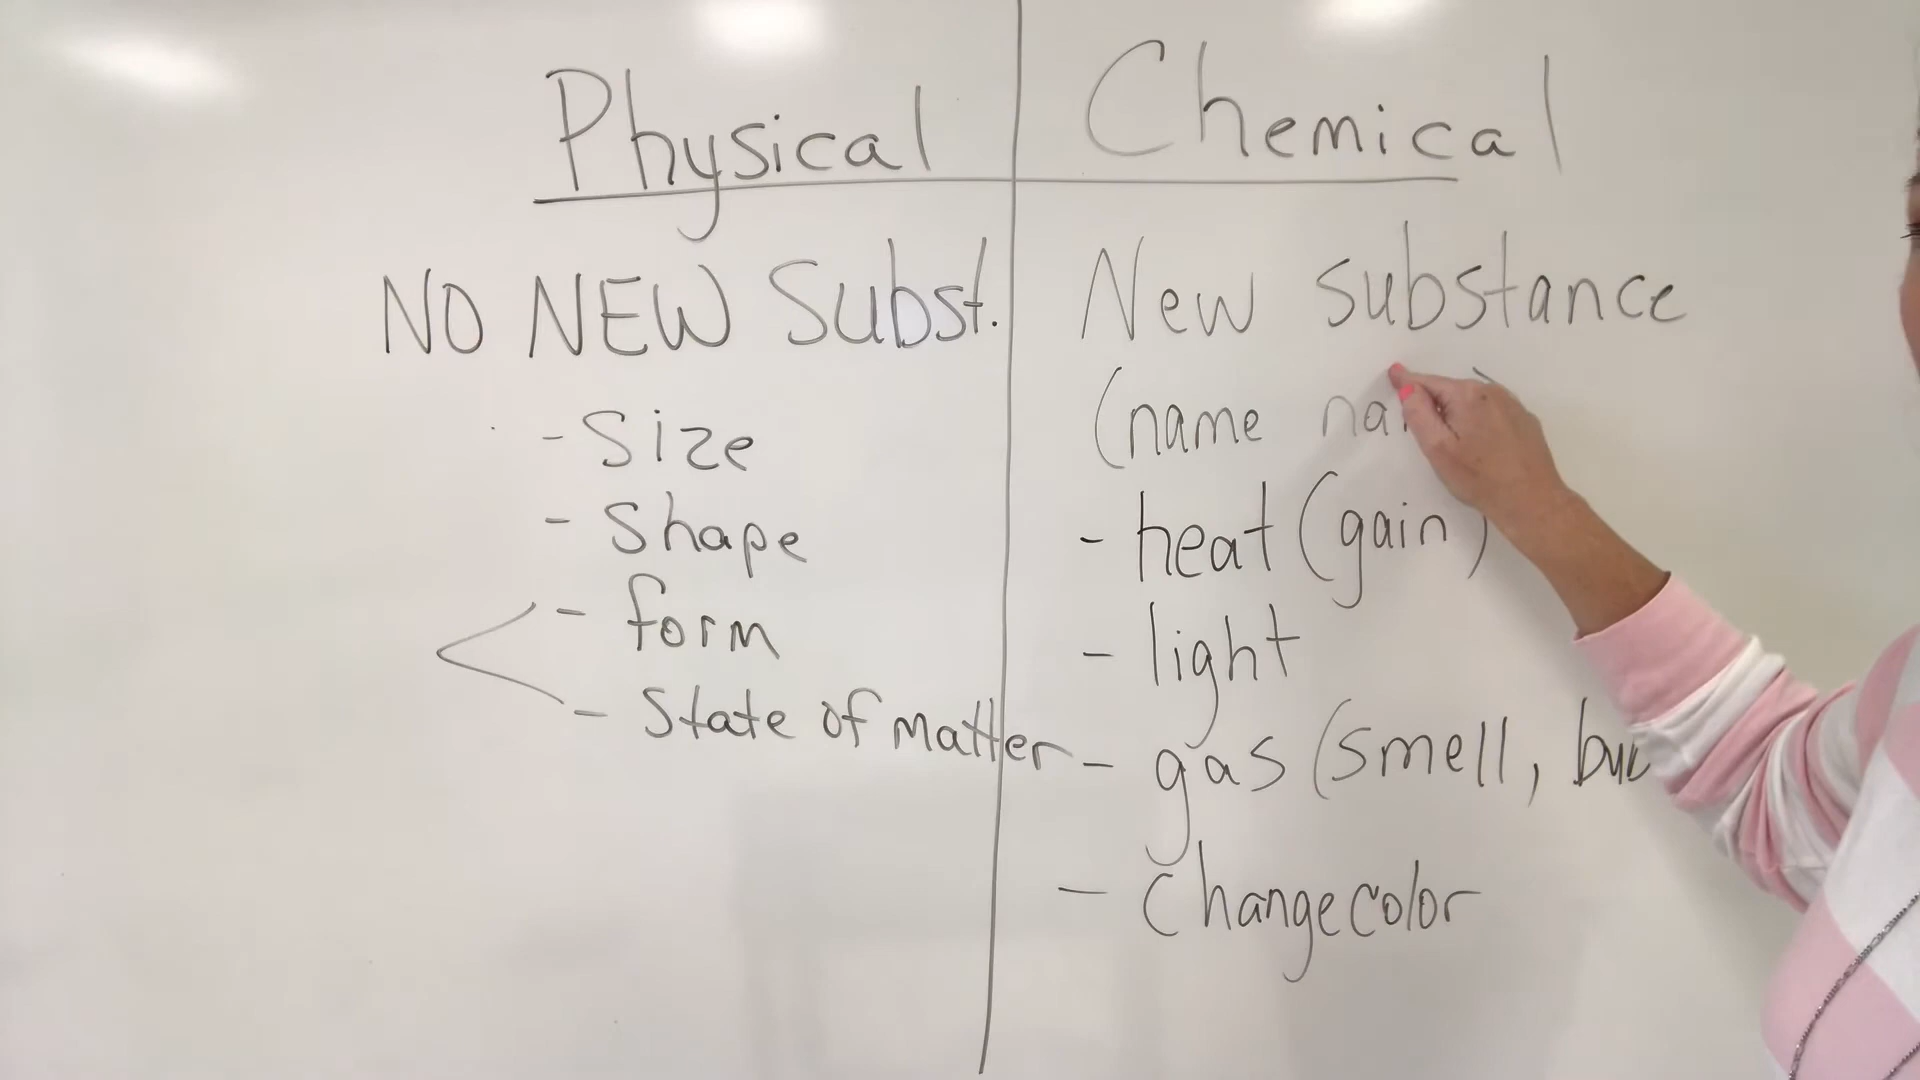 Physical
NO NEW Subst.
- Size
- Shape
- form
- State of matter
Chemical
New substance
(name
- heat (gain)
- light
- gas (smell,
- Change color